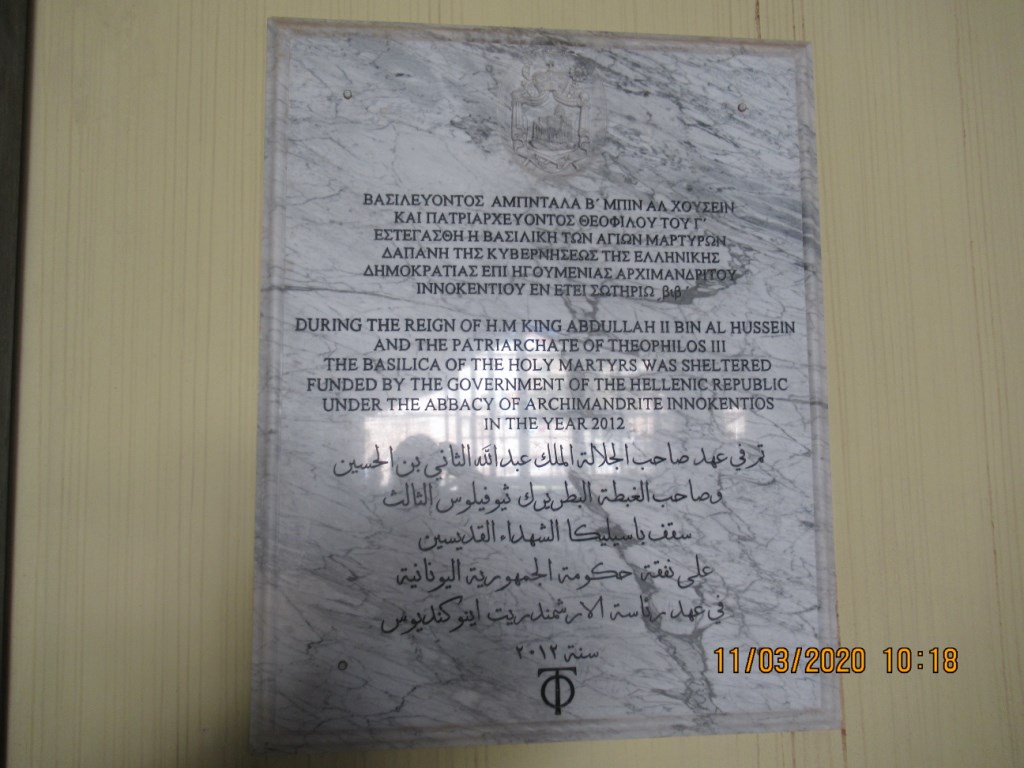 ΒΑΣΙΛΕΥΟΝΤΟΣ ΑΜΠΝΤΑΛΑ Β΄ ΜΠΙΝ ΑΛ ΧΟΥΣΕΙΝ
ΚΑΙ ΠΑΤΡΙΑΡΧΕΥΟΝΤΟΣ ΘΕΟΦΙΛΟΥ ΤΟΥ Γ΄
ΕΣΤΕΓΑΣΘΗ Η ΒΑΣΙΛΙΚΗ ΤΩΝ ΑΓΙΩΝ ΜΑΡΤΥΡΩΝ
ΔΑΠΑΝΗ ΤΗΣ ΚΥΒΕΡΝΗΣΕΩΣ ΤΗΣ ΕΛΛΗΝΙΚΗΣ
ΔΗΜΟΚΡΑΤΙΑΣ ΕΠΙ ΗΓΟΥΜΕΝΙΑΣ ΑΡΧΙΜΑΝΔΡΙΤΟΥ
ΙΝΝΟΚΕΝΤΙΟΥ ΕΝ ΕΤΕΙ ΣΩΤΗΡΙΩ ͵βιβ΄
DURING THE REIGN OF H.M KING ABDULLAH II BIN AL HUSSEIN
AND THE PATRIARCHATE OF THEOPHILOS III
THE BASILICA OF THE HOLY MARTYRS WAS SHELTERED
FUNDED BY THE GOVERNMENT OF THE HELLENIC REPUBLIC
UNDER THE ABBACY OF ARCHIMANDRITE INNOKENTIOS
IN THE YEAR 2012
تم في عهد صاحب الجلالة الملك عبد الله الثاني بن الحسين
وصاحب الغبطة البطريرك ثيوفيلوس الثالث
سقف باسيليكا الشهداء القديسين
على نفقة حكومة الجمهورية اليونانية
في عهد رئاسة الارشمندريت اينوكنديوس
سنة ٢٠١٢
11/03/2020 10:18